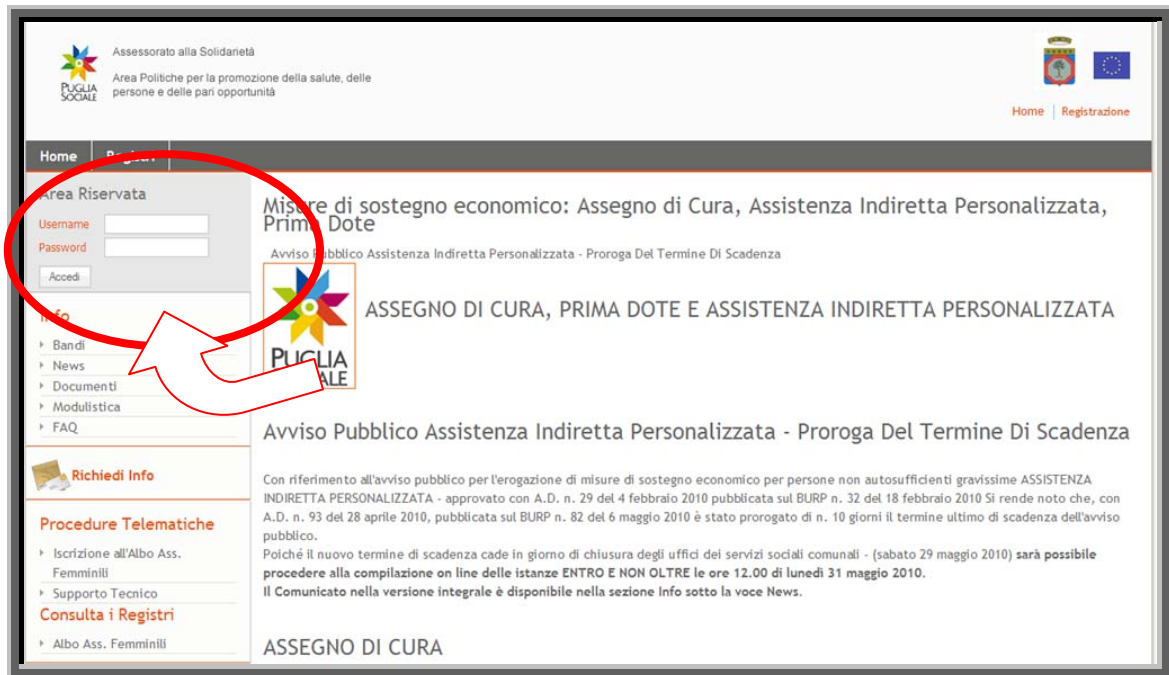 Assessorato alla Solidarietà
Area Politiche per la promozione della salute, delle
persone e delle pari opportunità
PUGLIA
SOCIALE
Home | Registrazione
Home
Area Riservata
Username
Password
Accedi
Info
Bandi
News
Documenti
Modulistica
FAQ
Richiedi Info
Procedure Telematiche
Iscrizione all'Albo Ass.
Femminili
Supporto Tecnico
Consulta i Registri
Albo Ass. Femminili
Misure di sostegno economico: Assegno di Cura, Assistenza Indiretta Personalizzata,
Prima Dote
Avviso Pubblico Assistenza Indiretta Personalizzata - Proroga Del Termine Di Scadenza
PUGLIA
ASSEGNO DI CURA, PRIMA DOTE E ASSISTENZA INDIRETTA PERSONALIZZATA
Avviso Pubblico Assistenza Indiretta Personalizzata - Proroga Del Termine Di Scadenza
Con riferimento all'avviso pubblico per l'erogazione di misure di sostegno economico per persone non autosufficienti gravissime ASSISTENZA
INDIRETTA PERSONALIZZATA - approvato con A.D. n. 29 del 4 febbraio 2010 pubblicata sul BURP n. 32 del 18 febbraio 2010 Si rende noto che, con
A.D. n. 93 del 28 aprile 2010, pubblicata sul BURP n. 82 del 6 maggio 2010 è stato prorogato di n. 10 giorni il termine ultimo di scadenza dell'avviso
pubblico.
Poiché il nuovo termine di scadenza cade in giorno di chiusura degli uffici dei servizi sociali comunali - (sabato 29 maggio 2010) sarà possibile
procedere alla compilazione on line delle istanze ENTRO E NON OLTRE le ore 12.00 di lunedì 31 maggio 2010.
Il Comunicato nella versione integrale è disponibile nella sezione Info sotto la voce News.
ASSEGNO DI CURA